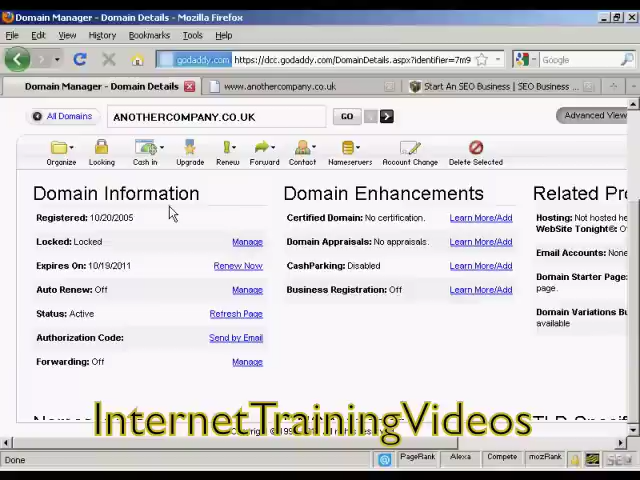 Domain Manager - Domain Details - Mozilla Firefox
File Edit View History Bookmarks Tools Help
godaddy.com https://dcc.godaddy.com/DomainDetails.aspx?identifier=7m9
Google
Domain Manager - Domain Details
www.anothercompany.co.uk
Start An SEO Business | SEO Business ...
All Domains
ANOTHERCOMPANY.CO.UK
GO
Advanced View
Organize Locking Cash in Upgrade Renew Forward Contact Nameservers Account Change Delete Selected
Domain Information Domain Enhancements Related Pro
Registered: 10/20/2005
Locked: Locked Manage
Expires On: 10/19/2011 Renew Now
Auto Renew: Off Manage
Status: Active Refresh Page
Authorization Code: Send by Email
Forwarding: Off Manage
Certified Domain: No certification. Learn More/Add
Domain Appraisals: No appraisals. Learn More/Add
CashParking: Disabled Learn More/Add
Business Registration: Off Learn More/Add
Hosting: Not hosted he
WebSite Tonight®:
Email Accounts: None
Domain Starter Page:
page.
Domain Variations Bu
available
InternetTrainingVideos
Done
PageRank Alexa Compete mozRank